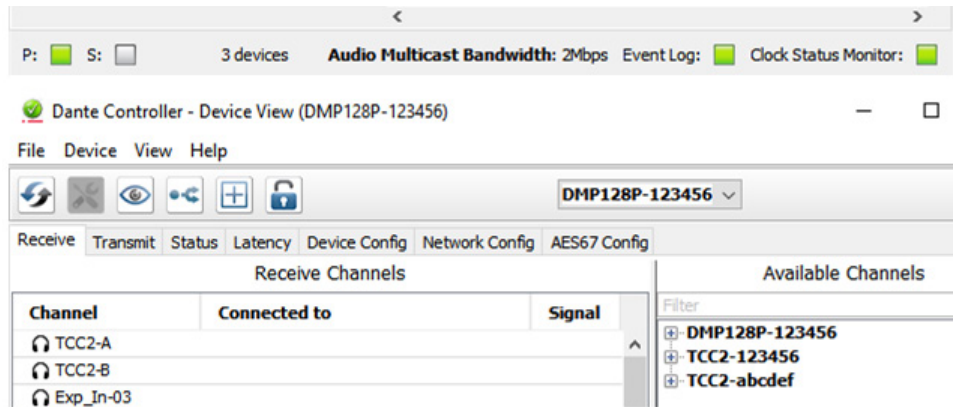 P: S: 3 devices Audio Multicast Bandwidth: 2Mbps Event Log: Clock Status Monitor:
Dante Controller - Device View (DMP128P-123456)
File Device View Help
DMP128P-123456
Receive Transmit Status Latency Device Config Network Config AES67 Config
Receive Channels Available Channels
Channel Connected to Signal Filter
TCC2-A DMP128P-123456
TCC2-B TCC2-123456
Exp_In-03 TCC2-abcdef